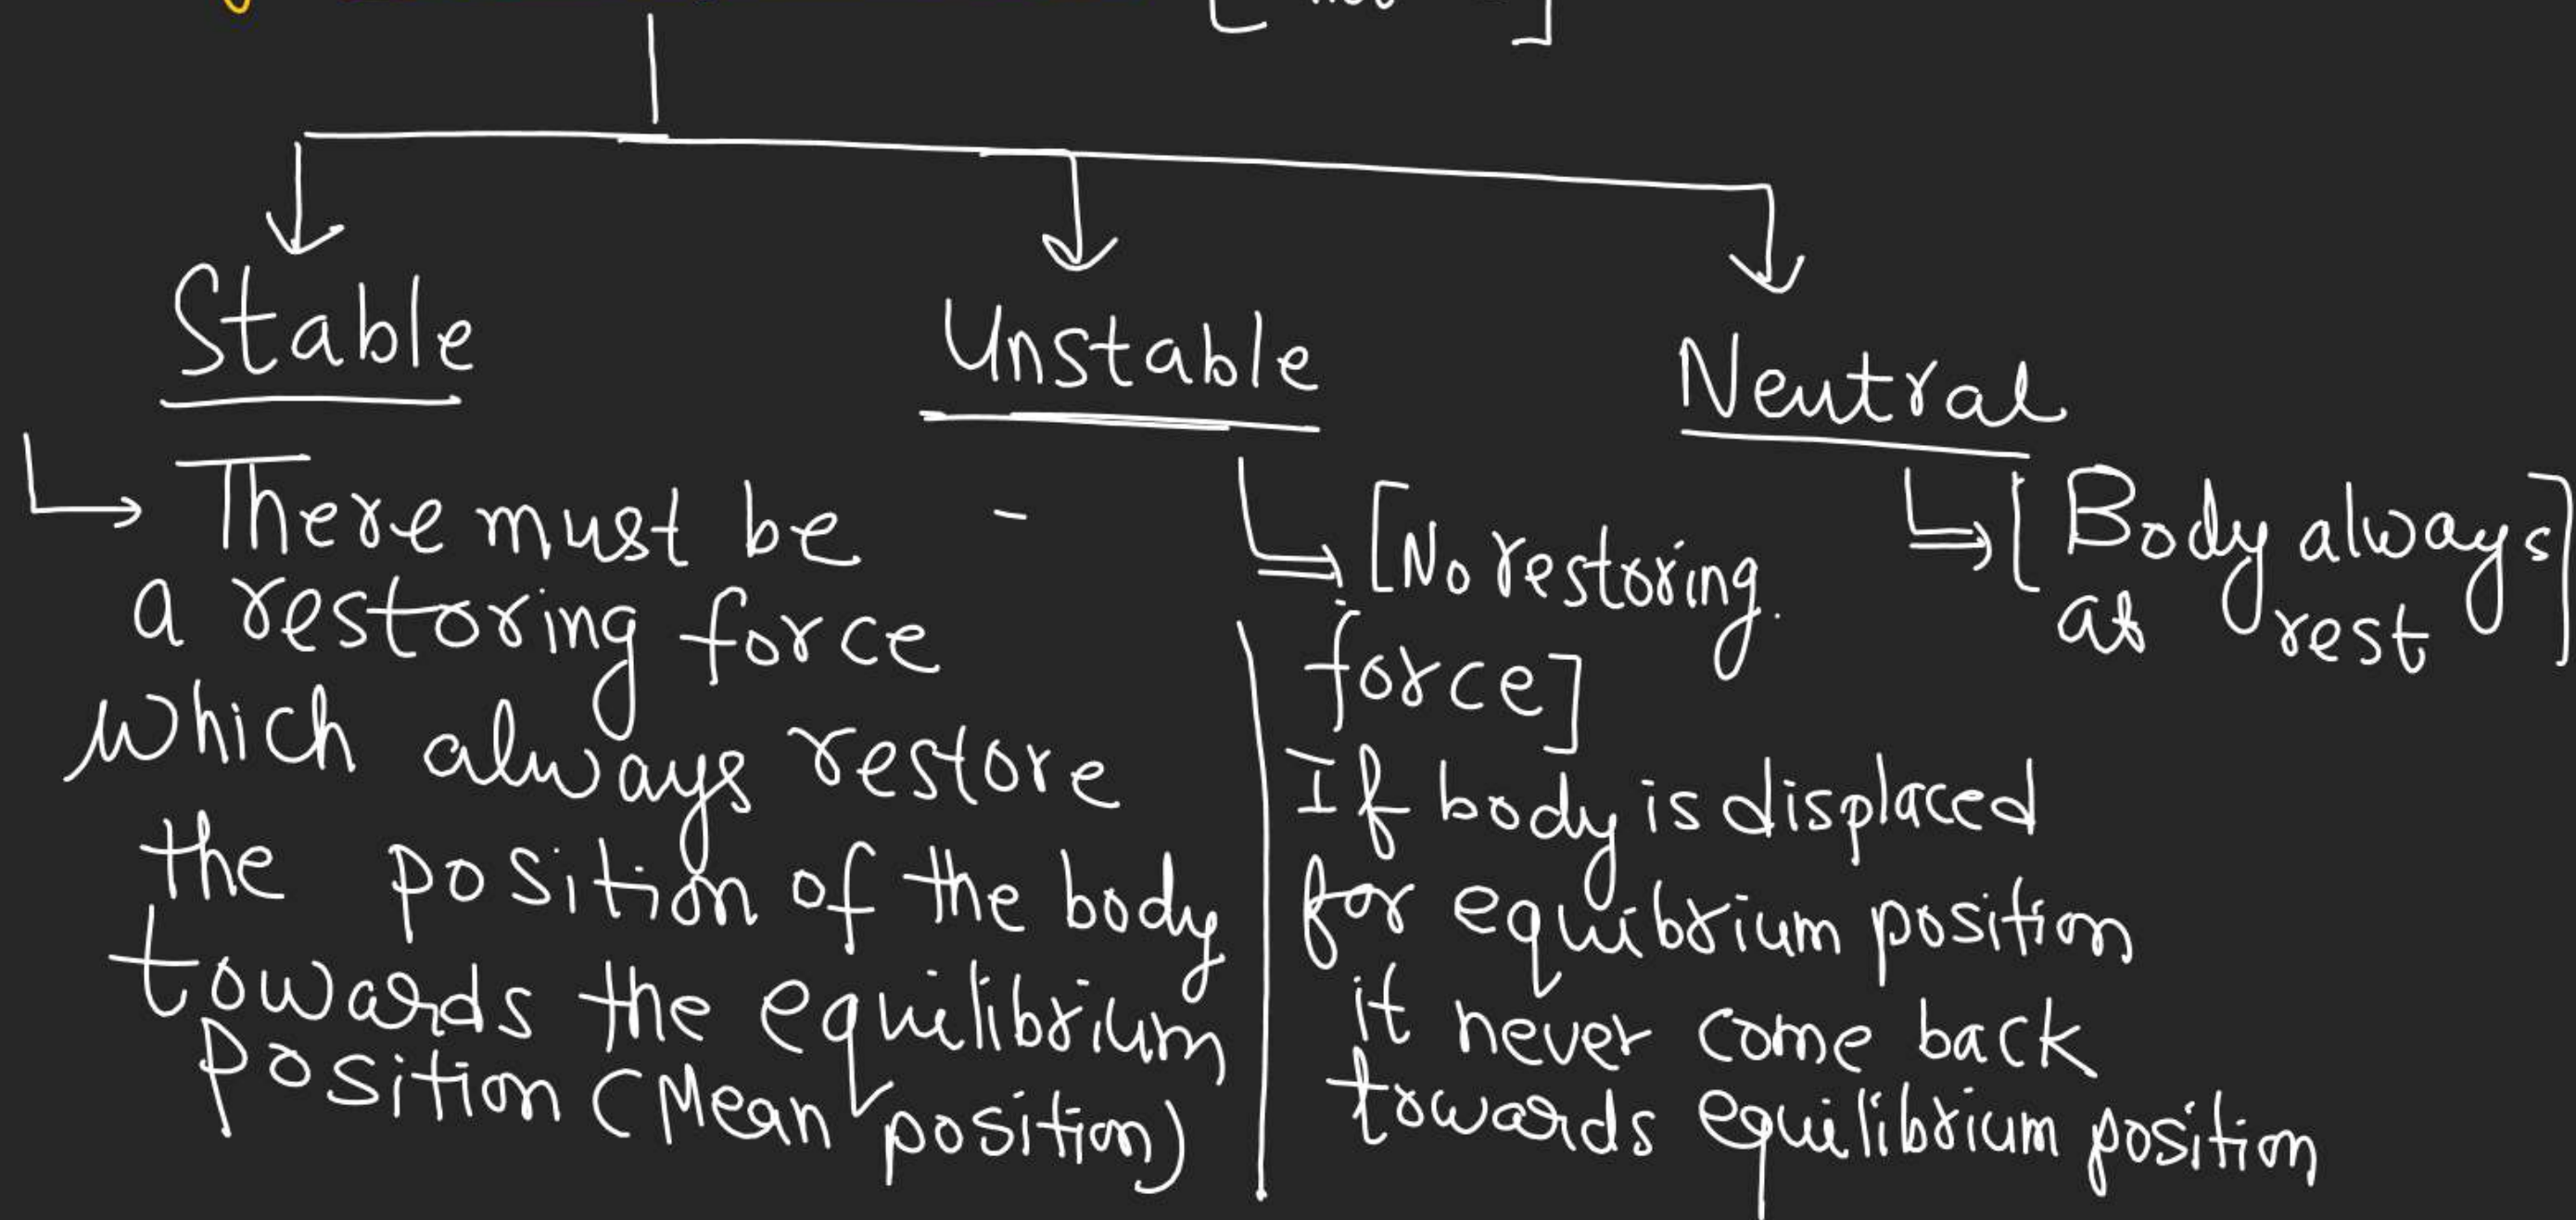 Stable
Unstable
Neutral
There must be
a restoring force
which always restore
the position of the body
towards the equilibrium
position (Mean position)
[No restoring
force]
If body is displaced
for equibrium position
it never come back
towards equilibrium position
[Body always]
at rest